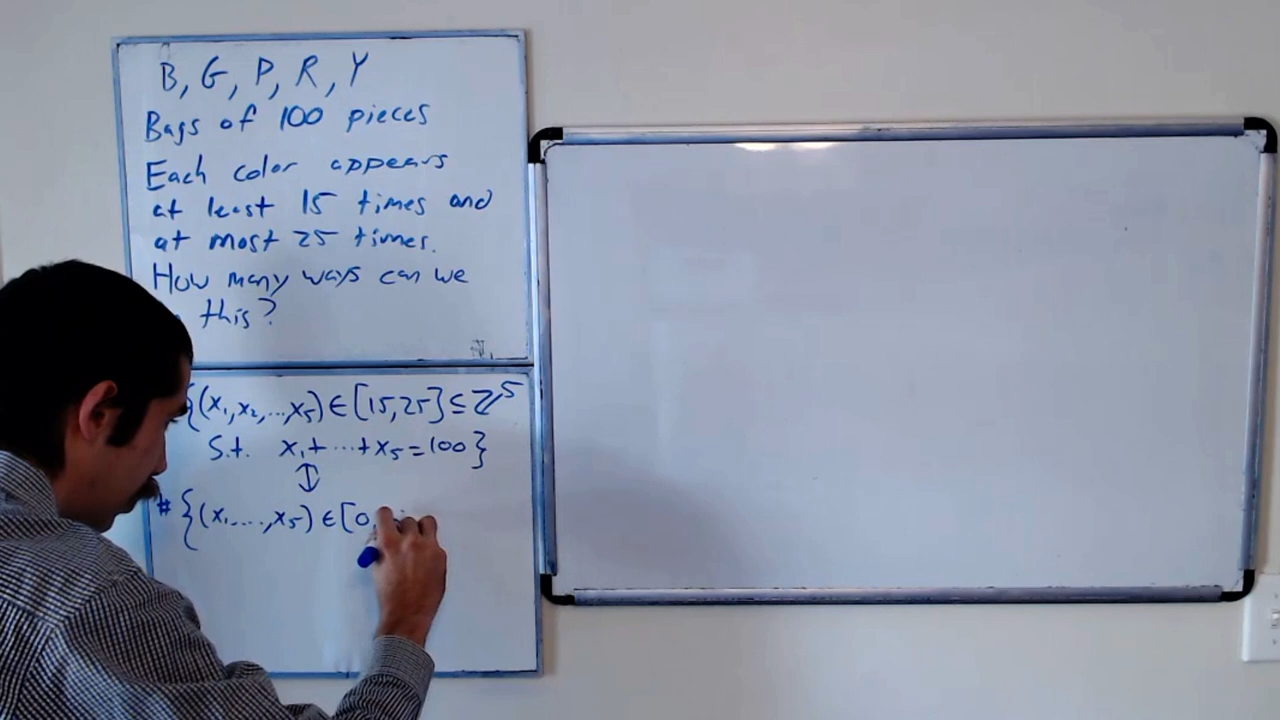 B, G, P, R, Y
Bags of 100 pieces
Each color appears
at least 15 times and
at most 25 times.
How many ways can we
this?
{(x₁,x₂,...,x₅)∈[15,25]⊆ℤ⁵
S.t. x₁+...+x₅=100}
↕
#{(x₁,...,x₅)∈[0